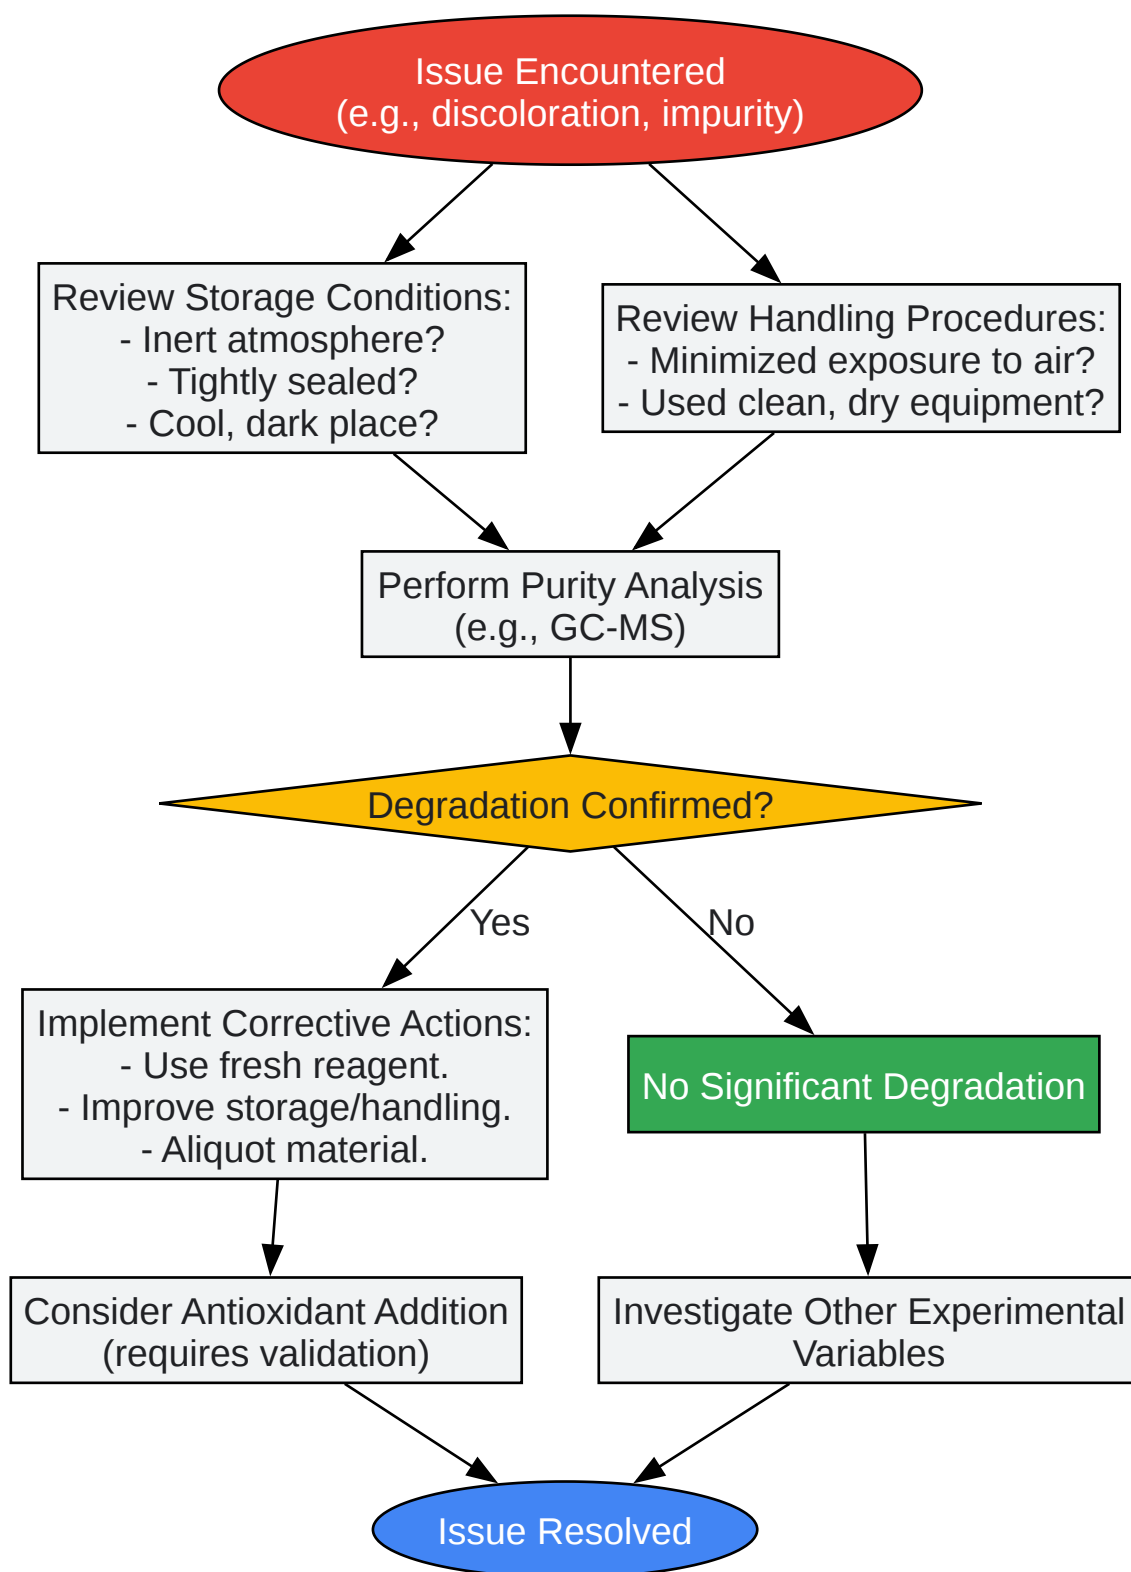 Issue Encountered
(e.g., discoloration, impurity)
Review Storage Conditions:
- Inert atmosphere?
- Tightly sealed?
- Cool, dark place?
Review Handling Procedures:
- Minimized exposure to air?
- Used clean, dry equipment?
Perform Purity Analysis
(e.g., GC-MS)
Degradation Confirmed?
Yes
No
Implement Corrective Actions:
- Use fresh reagent.
- Improve storage/handling.
- Aliquot material.
No Significant Degradation
Consider Antioxidant Addition
(requires validation)
Investigate Other Experimental
Variables
Issue Resolved